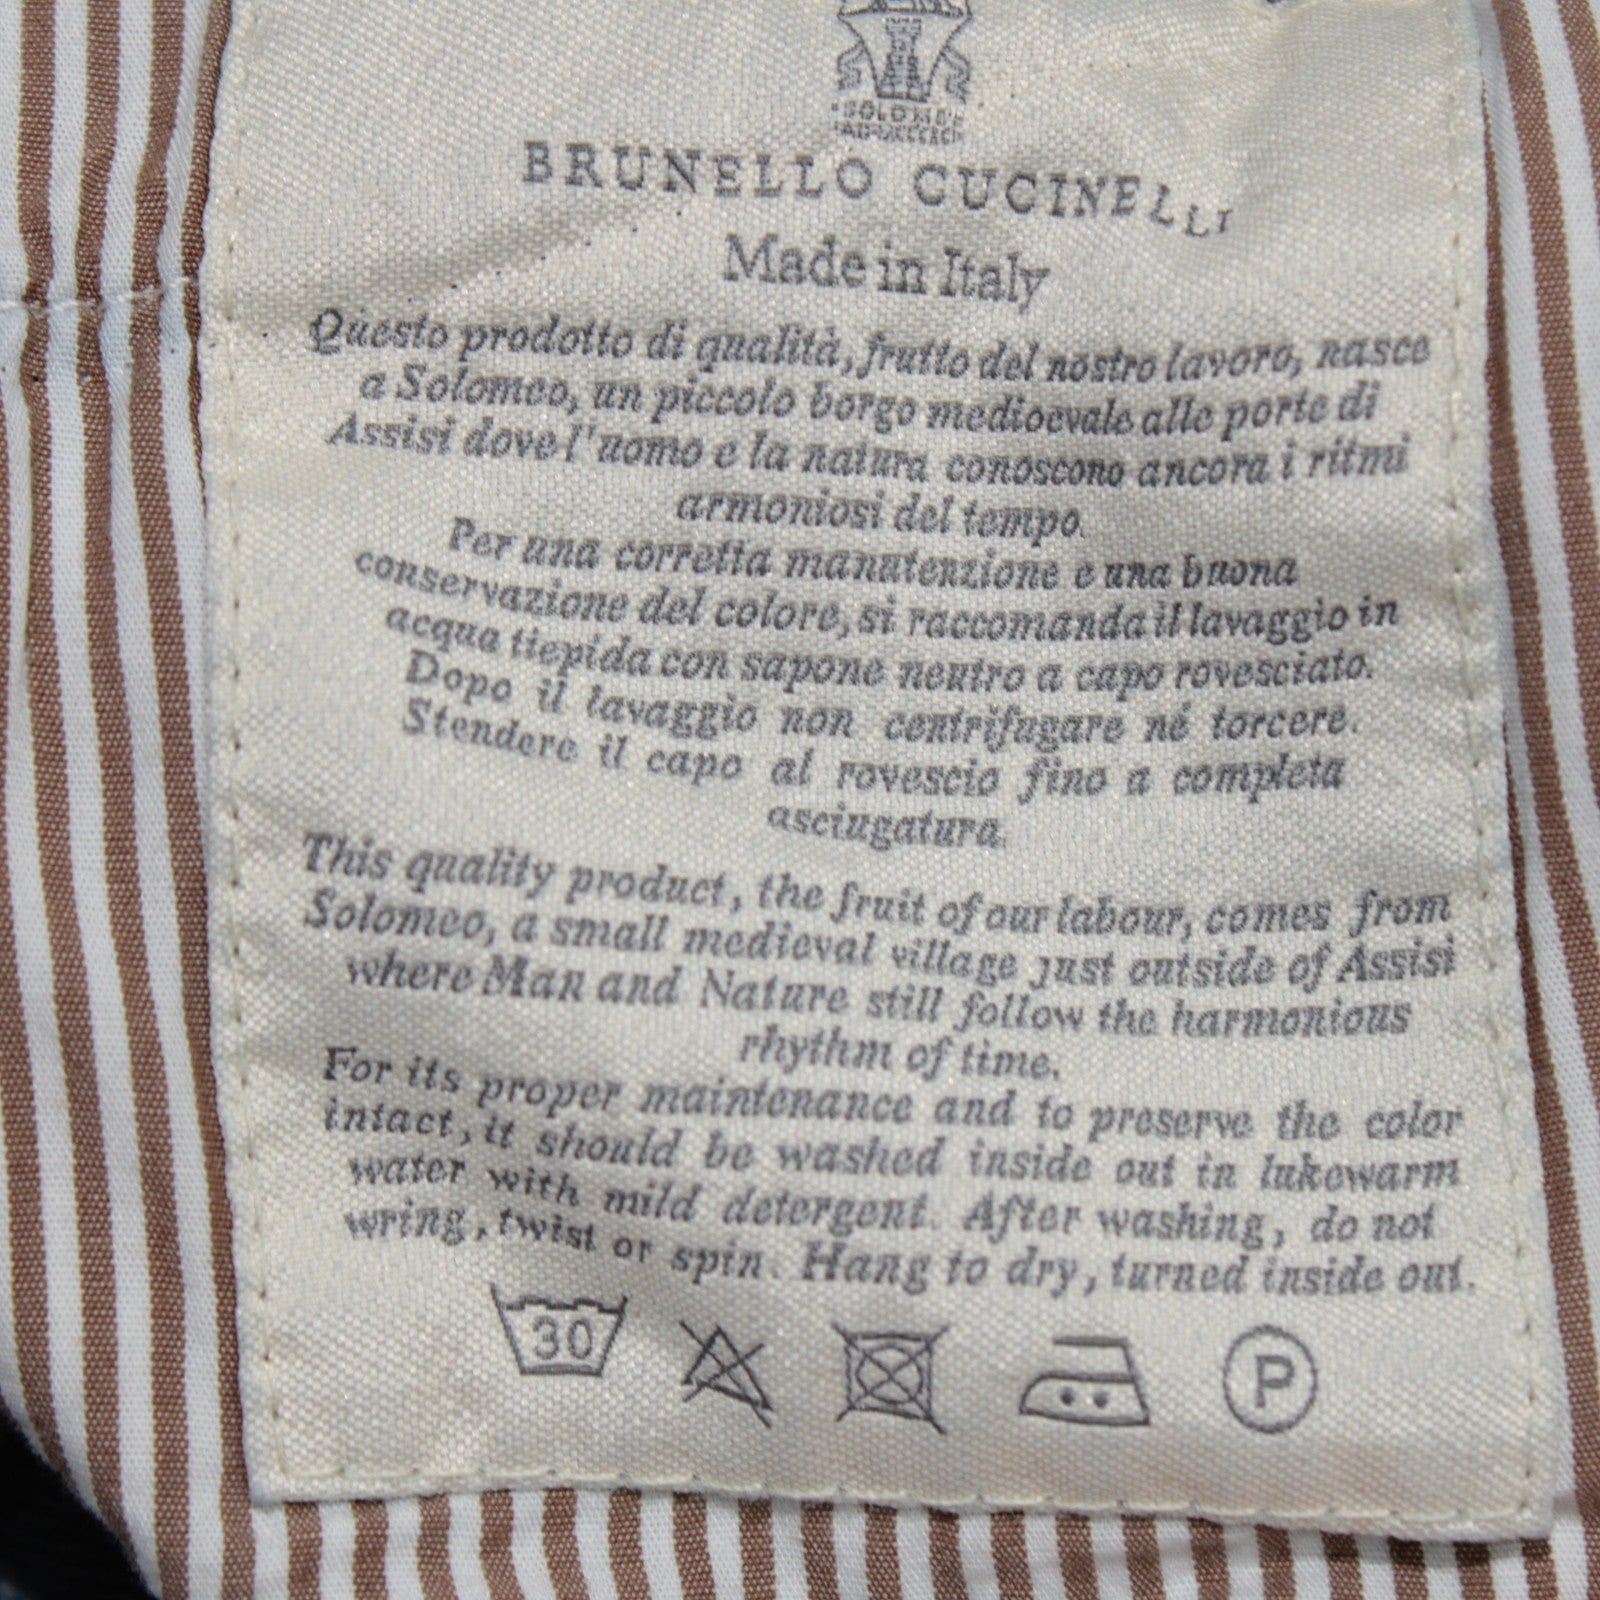 SOLOMEO
AD·MCCCXCI
BRUNELLO CUCINELLI
Made in Italy
Questo prodotto di qualità, frutto del nostro lavoro, nasce
a Solomeo, un piccolo borgo medioevale alle porte di
Assisi dove l'uomo e la natura conoscono ancora i ritmi
armoniosi del tempo.
Per una corretta manutenzione e una buona
conservazione del colore, si raccomanda il lavaggio in
acqua tiepida con sapone neutro a capo rovesciato.
Dopo il lavaggio non centrifugare né torcere.
Stendere il capo al rovescio fino a completa
asciugatura.
This quality product, the fruit of our labour, comes from
Solomeo, a small medieval village just outside of Assisi
where Man and Nature still follow the harmonious
rhythm of time.
For its proper maintenance and to preserve the color
intact, it should be washed inside out in lukewarm
water with mild detergent. After washing, do not
wring, twist or spin. Hang to dry, turned inside out.
30 P